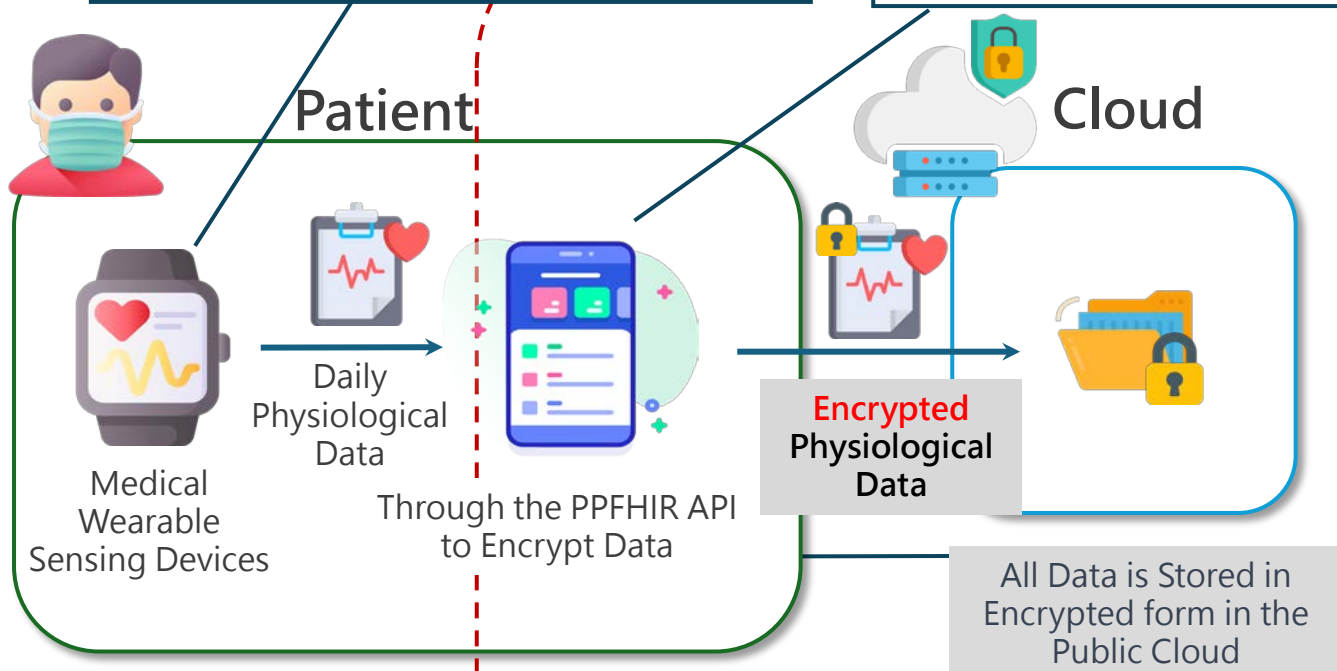 Patient
Cloud
Daily
Physiological
Data
Medical
Wearable
Sensing Devices
Through the PPFHIR API
to Encrypt Data
Encrypted
Physiological
Data
All Data is Stored in
Encrypted form in the
Public Cloud